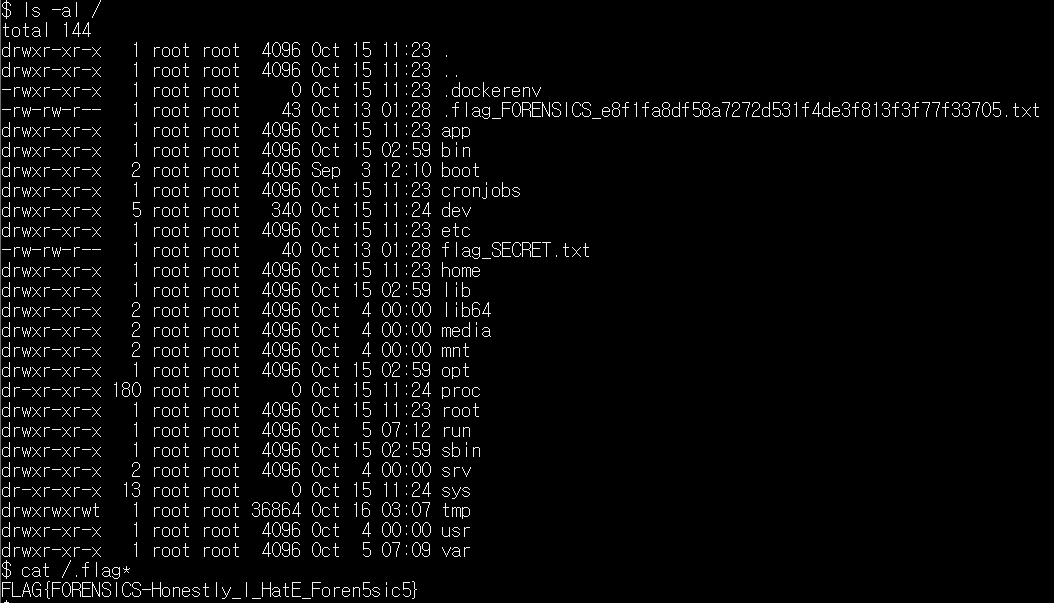 $ ls -al /
total 144
drwxr-xr-x   1 root root  4096 Oct 15 11:23 .
drwxr-xr-x   1 root root  4096 Oct 15 11:23 ..
-rwxr-xr-x   1 root root     0 Oct 15 11:23 .dockerenv
-rw-rw-r--   1 root root    43 Oct 13 01:28 .flag_FORENSICS_e8f1fa8df58a7272d531f4de3f813f3f77f33705.txt
drwxr-xr-x   1 root root  4096 Oct 15 11:23 app
drwxr-xr-x   1 root root  4096 Oct 15 02:59 bin
drwxr-xr-x   2 root root  4096 Sep  3 12:10 boot
drwxr-xr-x   1 root root  4096 Oct 15 11:23 cronjobs
drwxr-xr-x   5 root root   340 Oct 15 11:24 dev
drwxr-xr-x   1 root root  4096 Oct 15 11:23 etc
-rw-rw-r--   1 root root    40 Oct 13 01:28 flag_SECRET.txt
drwxr-xr-x   1 root root  4096 Oct 15 11:23 home
drwxr-xr-x   1 root root  4096 Oct 15 02:59 lib
drwxr-xr-x   2 root root  4096 Oct  4 00:00 lib64
drwxr-xr-x   2 root root  4096 Oct  4 00:00 media
drwxr-xr-x   2 root root  4096 Oct  4 00:00 mnt
drwxr-xr-x   1 root root  4096 Oct 15 02:59 opt
dr-xr-xr-x 180 root root     0 Oct 15 11:24 proc
drwxr-xr-x   1 root root  4096 Oct 15 11:23 root
drwxr-xr-x   1 root root  4096 Oct  5 07:12 run
drwxr-xr-x   1 root root  4096 Oct 15 02:59 sbin
drwxr-xr-x   2 root root  4096 Oct  4 00:00 srv
dr-xr-xr-x  13 root root     0 Oct 15 11:24 sys
drwxrwxrwt   1 root root 36864 Oct 16 03:07 tmp
drwxr-xr-x   1 root root  4096 Oct  4 00:00 usr
drwxr-xr-x   1 root root  4096 Oct  5 07:09 var
$ cat /.flag*
FLAG{FORENSICS-Honestly_I_HatE_Foren5sic5}